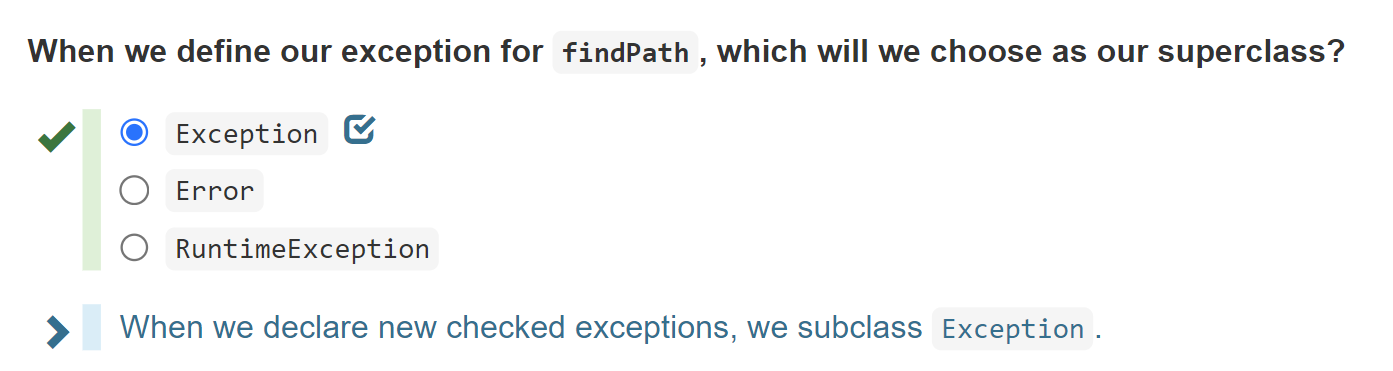 When we define our exception for findPath, which will we choose as our superclass?
Exception
Error
RuntimeException
When we declare new checked exceptions, we subclass Exception.